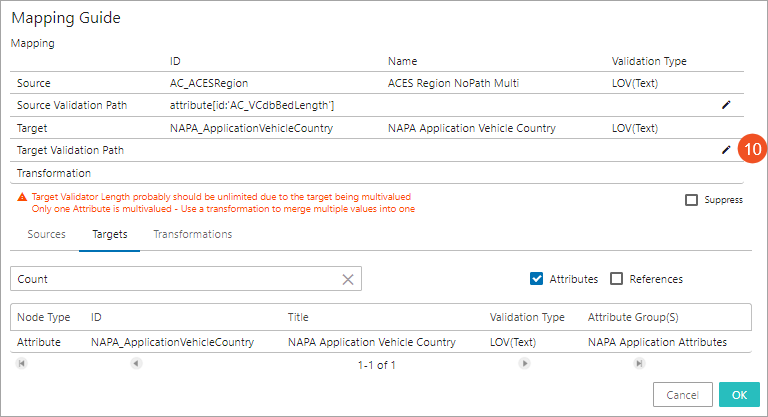 Mapping Guide
Mapping
ID Name Validation Type
Source AC_ACESRegion ACES Region NoPath Multi LOV(Text)
Source Validation Path attribute[id:'AC_VCdbBedLength']
Target NAPA_ApplicationVehicleCountry NAPA Application Vehicle Country LOV(Text)
Target Validation Path 10
Transformation
Target Validator Length probably should be unlimited due to the target being multivalued
Only one Attribute is multivalued - Use a transformation to merge multiple values into one
Suppress
Sources Targets Transformations
Count Attributes References
Node Type ID Title Validation Type Attribute Group(S)
Attribute NAPA_ApplicationVehicleCountry NAPA Application Vehicle Country LOV(Text) NAPA Application Attributes
1-1 of 1
Cancel OK